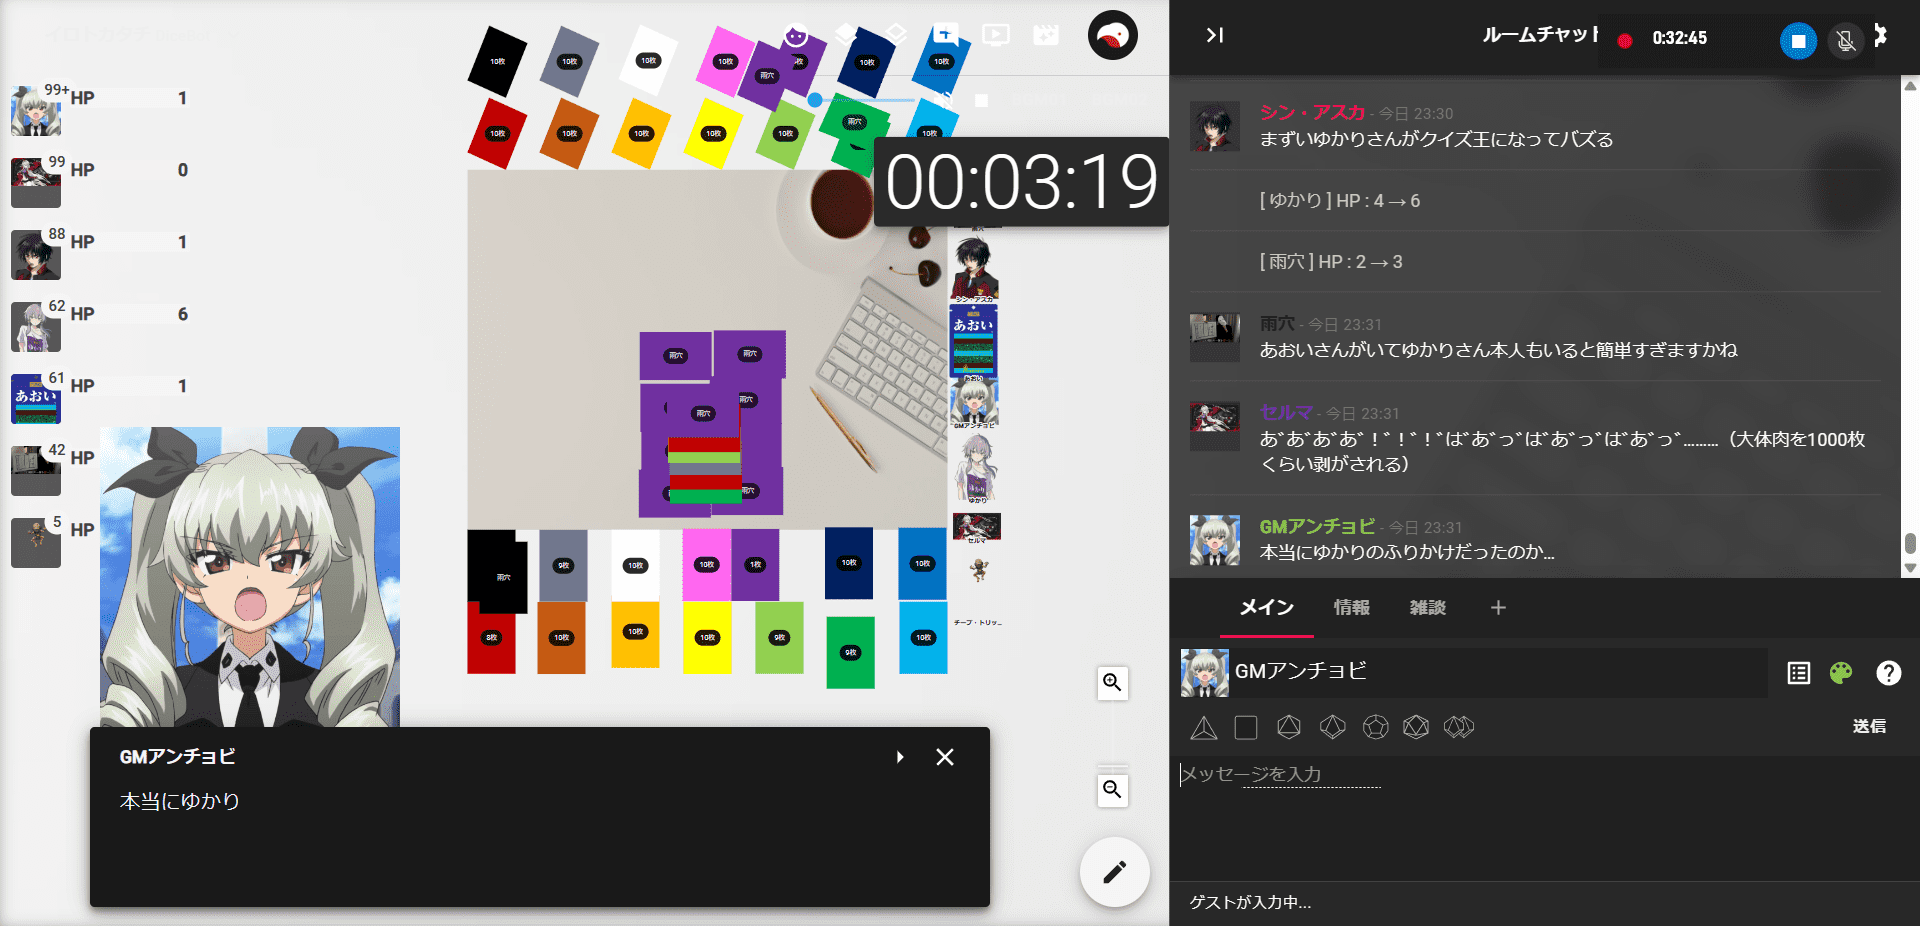 99+
HP
1
99
HP
0
88
HP
1
62
HP
6
61
あおい
HP
1
42
HP
5
HP
10枚
10枚
10枚
10枚
雨穴
10枚
10枚
10枚
10枚
10枚
10枚
10枚
雨穴
10枚
00:03:19
シン・アスカ
あおい
あおい
GMアンチョビ
ゆかり
ゆかり
セルマ
チープ・トリッ...
雨穴
雨穴
雨穴
雨穴
雨穴
雨穴
9枚
10枚
10枚
1枚
10枚
10枚
8枚
10枚
10枚
10枚
9枚
9枚
10枚
GMアンチョビ
本当にゆかり
ルームチャット
0:32:45
シン・アスカ - 今日 23:30
まずいゆかりさんがクイズ王になってバズる
[ ゆかり ] HP : 4 → 6
[ 雨穴 ] HP : 2 → 3
雨穴 - 今日 23:31
あおいさんがいてゆかりさん本人もいると簡単すぎますかね
セルマ - 今日 23:31
あ゛あ゛あ゛あ゛！゛！゛！゛は゛あ゛っ゛は゛あ゛っ゛は゛あ゛っ゛………（大体肉を1000枚
くらい剥がされる）
GMアンチョビ - 今日 23:31
本当にゆかりのふりかけだったのか…
メイン 情報 雑談 +
GMアンチョビ
送信
メッセージを入力
ゲストが入力中...